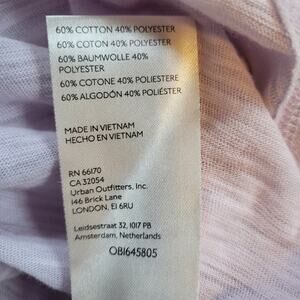 60% COTTON 40% POLYESTER
60% COTON 40% POLYESTER
60% BAUMWOLLE 40%
POLYESTER
60% COTONE 40% POLIESTERE
60% ALGODÓN 40% POLIÉSTER
MADE IN VIETNAM
HECHO EN VIETNAM
RN 66170
CA 32054
Urban Outfitters, Inc.
146 Brick Lane
LONDON, E1 6RU
Leidsestraat 32, 1017 PB
Amsterdam, Netherlands
OB1645805